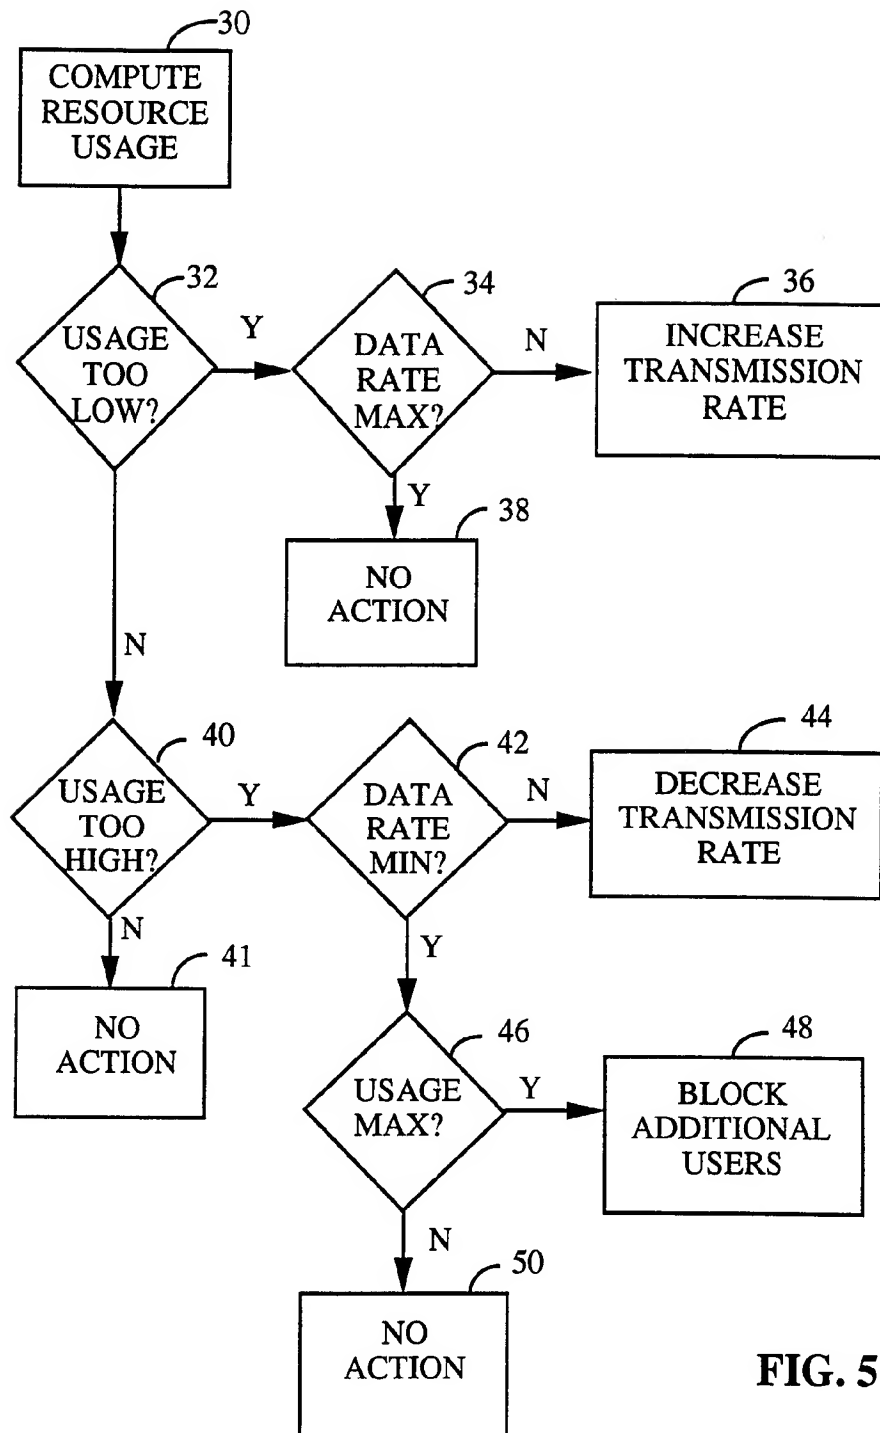 30
COMPUTE
RESOURCE
USAGE
32
USAGE
TOO
LOW?
Y
34
DATA
RATE
MAX?
N
36
INCREASE
TRANSMISSION
RATE
Y
38
NO
ACTION
N
40
USAGE
TOO
HIGH?
Y
42
DATA
RATE
MIN?
N
44
DECREASE
TRANSMISSION
RATE
N
41
NO
ACTION
Y
46
USAGE
MAX?
Y
48
BLOCK
ADDITIONAL
USERS
N
50
NO
ACTION
FIG. 5